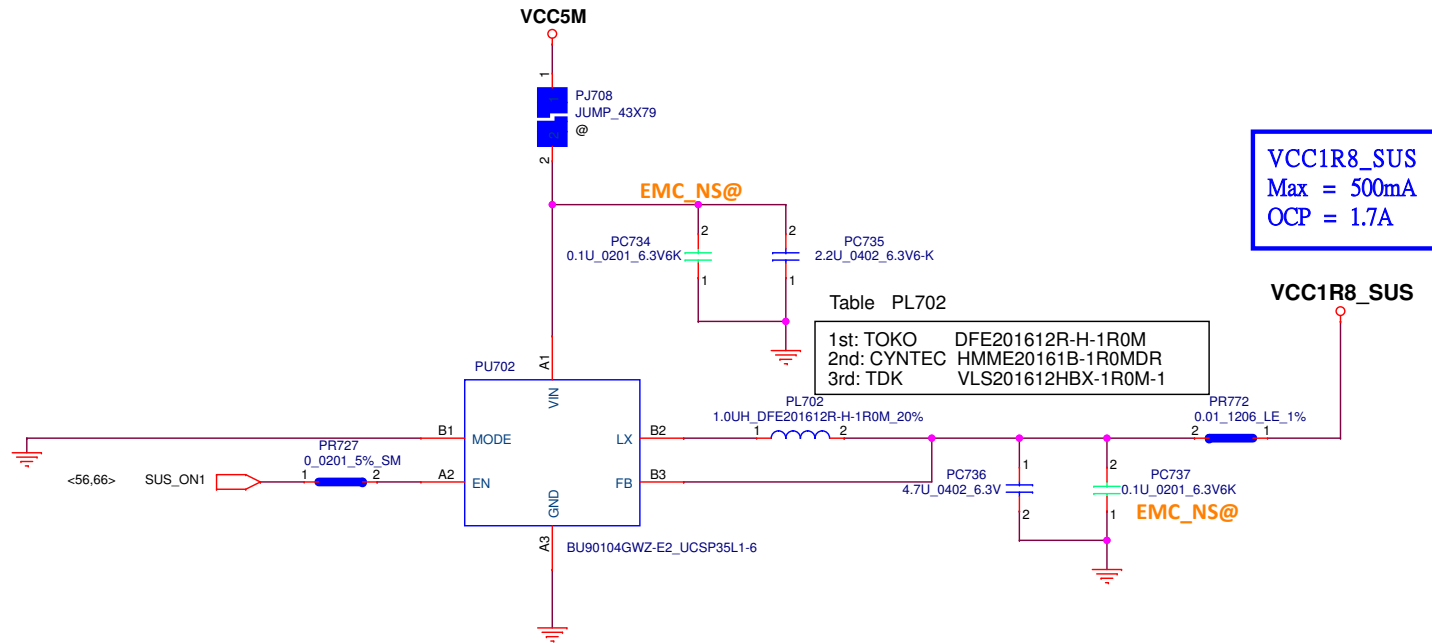 VCC5M
1
PJ708
JUMP_43X79
@
1
2
2
EMC_NS@
VCC1R8_SUS
Max = 500mA
OCP = 1.7A
2
PC734
0.1U_0201_6.3V6K
1
2
PC735
2.2U_0402_6.3V6-K
1
VCC1R8_SUS
Table PL702
1st: TOKO DFE201612R-H-1R0M
2nd: CYNTEC HMME20161B-1R0MDR
3rd: TDK VLS201612HBX-1R0M-1
PU702
A1
VIN
PL702
1.0UH_DFE201612R-H-1R0M_20%
PR772
0.01_1206_LE_1%
B1
MODE
LX
B2
1
2
2
1
PR727
0_0201_5%_SM
<56,66>
SUS_ON1
1
2
A2
EN
FB
B3
GND
A3
BU90104GWZ-E2_UCSP35L1-6
1
PC736
4.7U_0402_6.3V
2
2
PC737
0.1U_0201_6.3V6K
1
EMC_NS@